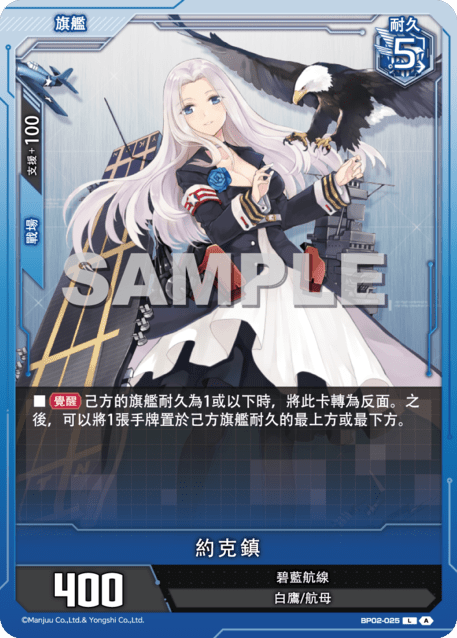 旗艦
耐久
5
支援+100
戰場
SAMPLE
■ 覺醒 己方的旗艦耐久為1或以下時，將此卡轉為反面。之
後，可以將1張手牌置於己方旗艦耐久的最上方或最下方。
約克鎮
400
碧藍航線
白鷹/航母
©Manjuu Co.,Ltd.& Yongshi Co.,Ltd.
BP02-025 L A